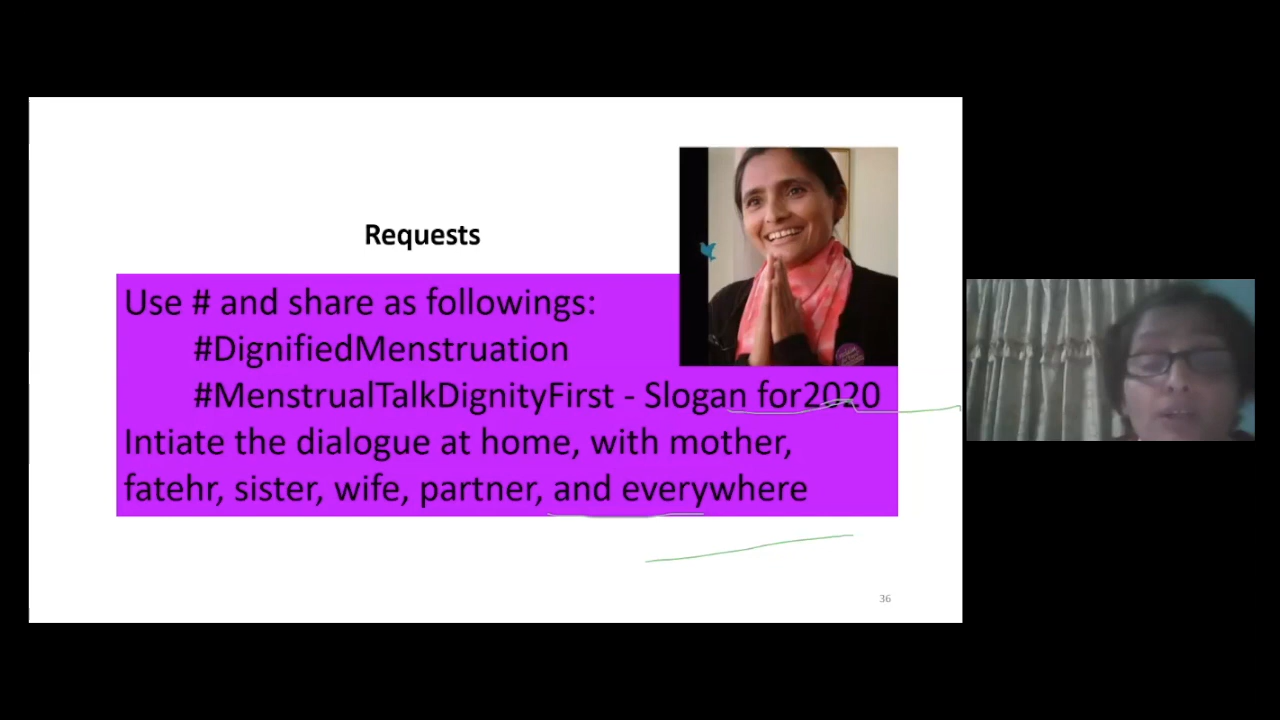 Requests
Use # and share as followings:
#DignifiedMenstruation
#MenstrualTalkDignityFirst - Slogan for2020
Intiate the dialogue at home, with mother,
fatehr, sister, wife, partner, and everywhere
36